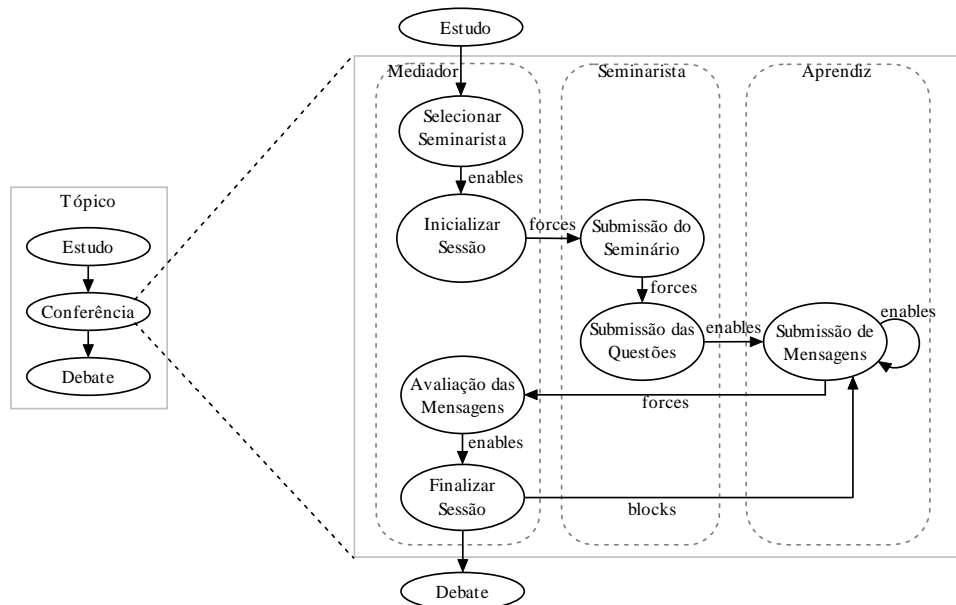 Estudo
Mediador
Seminarista
Aprendiz
Selecionar
Seminarista
enables
Tópico
Estudo
Conferência
Debate
Inicializar
Sessão
forces
Submissão do
Seminário
forces
Submissão das
Questões
enables
Submissão de
Mensagens
enables
Avaliação das
Mensagens
forces
enables
Finalizar
Sessão
blocks
Debate